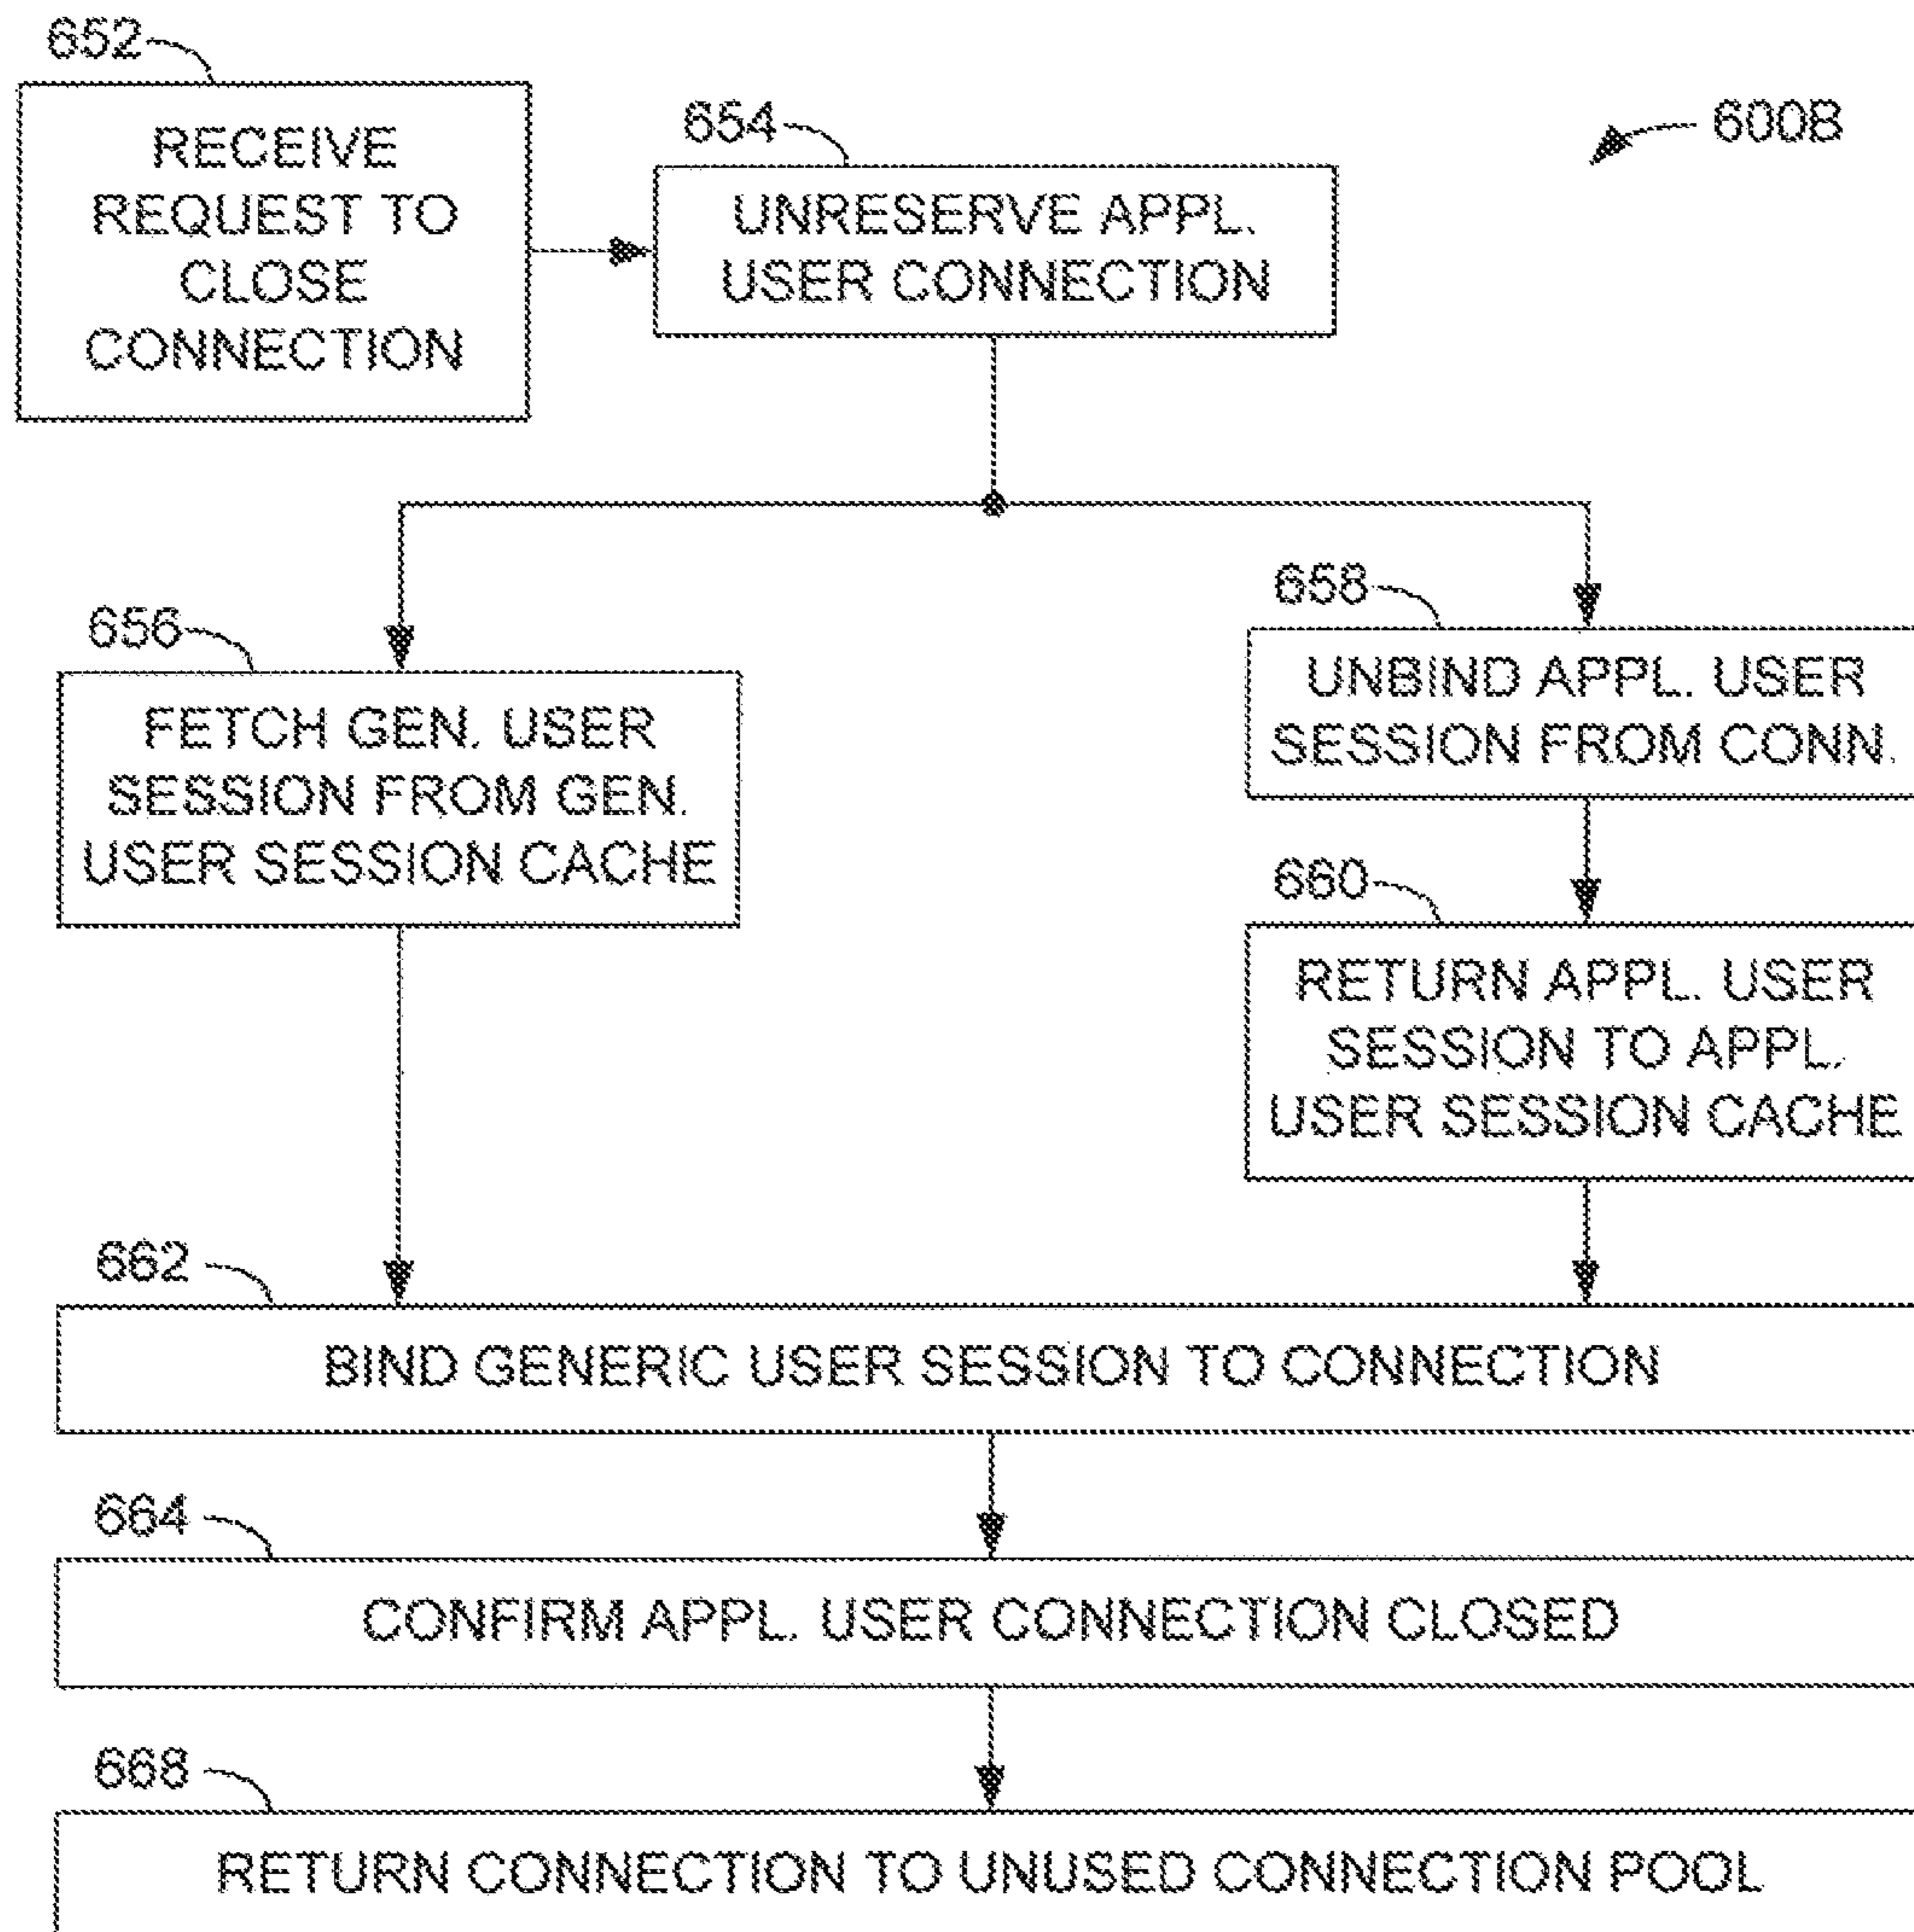 652
RECEIVE
REQUEST TO
CLOSE
CONNECTION
654
UNRESERVE APPL.
USER CONNECTION
600B
656
FETCH GEN. USER
SESSION FROM GEN.
USER SESSION CACHE
658
UNBIND APPL. USER
SESSION FROM CONN.
660
RETURN APPL. USER
SESSION TO APPL.
USER SESSION CACHE
662
BIND GENERIC USER SESSION TO CONNECTION
664
CONFIRM APPL. USER CONNECTION CLOSED
668
RETURN CONNECTION TO UNUSED CONNECTION POOL